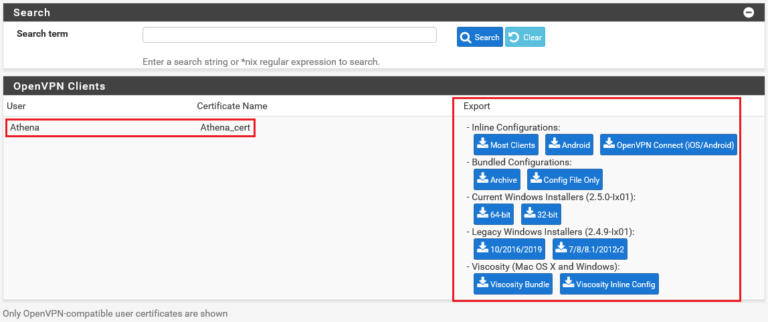 Search
Search term
Search Clear
Enter a search string or *nix regular expression to search.
OpenVPN Clients
User Certificate Name Export
Athena Athena_cert
- Inline Configurations:
Most Clients Android OpenVPN Connect (iOS/Android)
- Bundled Configurations:
Archive Config File Only
- Current Windows Installers (2.5.0-Ix01):
64-bit 32-bit
- Legacy Windows Installers (2.4.9-Ix01):
10/2016/2019 7/8/8.1/2012r2
- Viscosity (Mac OS X and Windows):
Viscosity Bundle Viscosity Inline Config
Only OpenVPN-compatible user certificates are shown